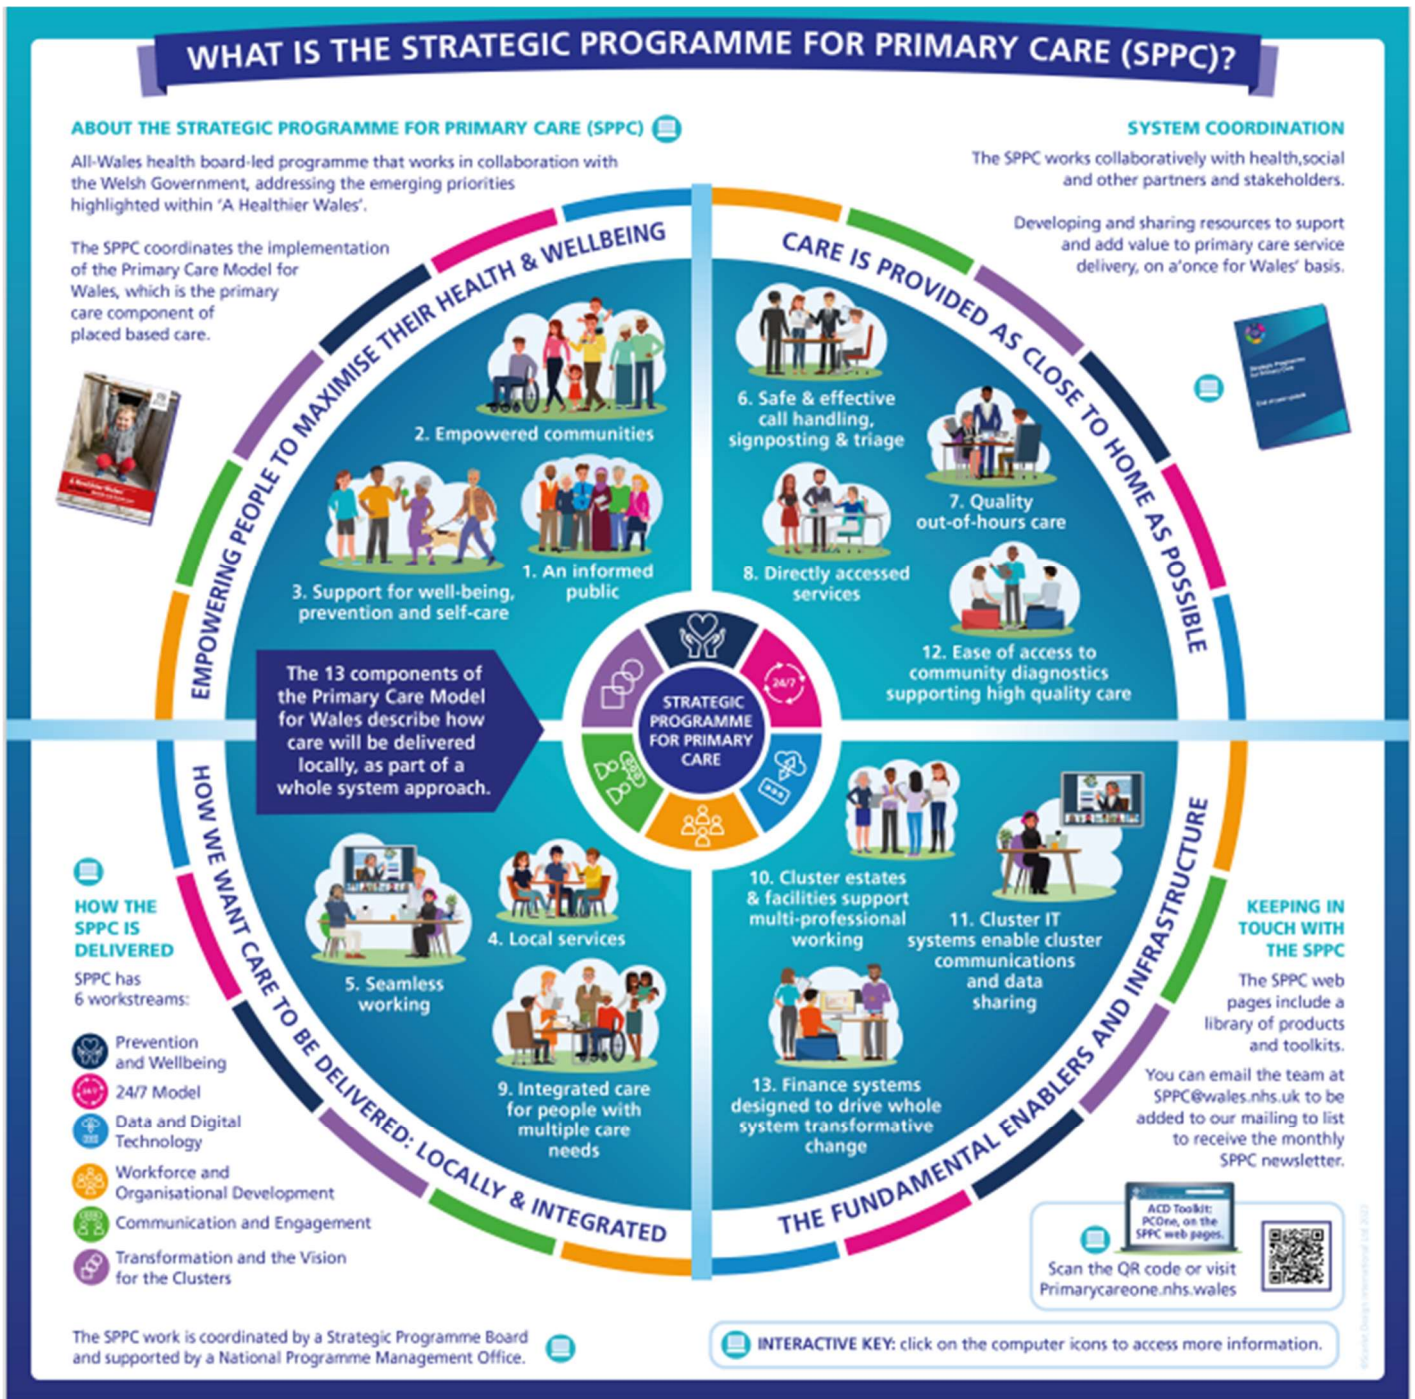 WHAT IS THE STRATEGIC PROGRAMME FOR PRIMARY CARE (SPPC)?
ABOUT THE STRATEGIC PROGRAMME FOR PRIMARY CARE (SPPC)
All-Wales health board-led programme that works in collaboration with
the Welsh Government, addressing the emerging priorities
highlighted within 'A Healthier Wales'.
The SPPC coordinates the implementation
of the Primary Care Model for
Wales, which is the primary
care component of
placed based care.
SYSTEM COORDINATION
The SPPC works collaboratively with health,social
and other partners and stakeholders.
Developing and sharing resources to suport
and add value to primary care service
delivery, on a'once for Wales' basis.
A Healthier Wales
Strategic Programme
for Primary Care
EMPOWERING PEOPLE TO MAXIMISE THEIR HEALTH & WELLBEING
2. Empowered communities
3. Support for well-being,
prevention and self-care
1. An informed
public
CARE IS PROVIDED AS CLOSE TO HOME AS POSSIBLE
6. Safe & effective
call handling,
signposting & triage
7. Quality
out-of-hours care
8. Directly accessed
services
12. Ease of access to
community diagnostics
supporting high quality care
The 13 components of
the Primary Care Model
for Wales describe how
care will be delivered
locally, as part of a
whole system approach.
24/7
STRATEGIC
PROGRAMME
FOR PRIMARY
CARE
HOW WE WANT CARE TO BE DELIVERED: LOCALLY & INTEGRATED
5. Seamless
working
4. Local services
9. Integrated care
for people with
multiple care
needs
THE FUNDAMENTAL ENABLERS AND INFRASTRUCTURE
10. Cluster estates
& facilities support
multi-professional
working
11. Cluster IT
systems enable cluster
communications
and data
sharing
13. Finance systems
designed to drive whole
system transformative
change
HOW THE
SPPC IS
DELIVERED
SPPC has
6 workstreams:
Prevention
and Wellbeing
24/7
24/7 Model
Data and Digital
Technology
Workforce and
Organisational Development
Communication and Engagement
Transformation and the Vision
for the Clusters
The SPPC work is coordinated by a Strategic Programme Board
and supported by a National Programme Management Office.
KEEPING IN
TOUCH WITH
THE SPPC
The SPPC web
pages include a
library of products
and toolkits.
You can email the team at
SPPC@wales.nhs.uk to be
added to our mailing to list
to receive the monthly
SPPC newsletter.
ACD Toolkit:
PCOne, on the
SPPC web pages.
Scan the QR code or visit
Primarycareone.nhs.wales
INTERACTIVE KEY: click on the computer icons to access more information.